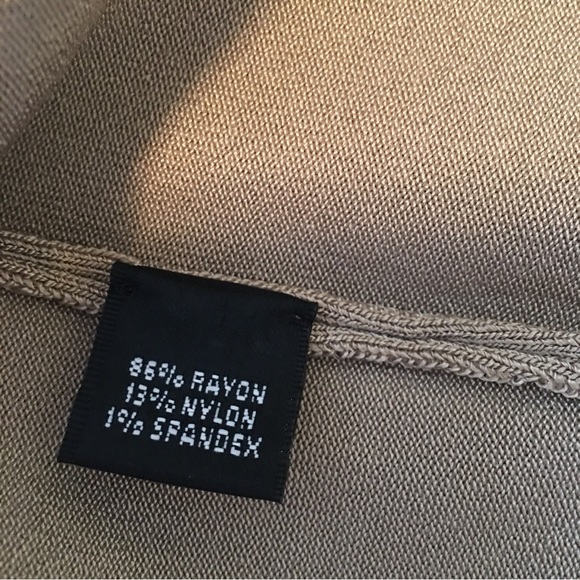 86% RAYON
13% NYLON
1% SPANDEX